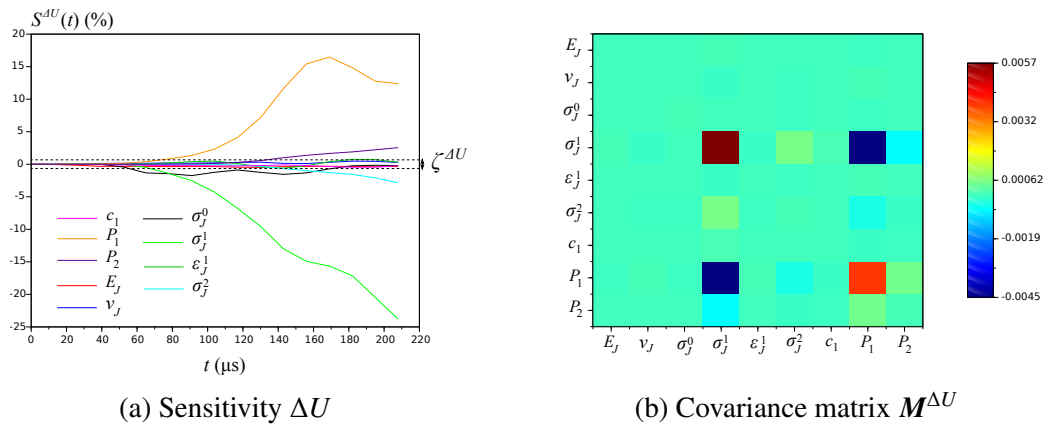 S^{ΔU}(t) (%)
20
15
10
5
0
-5
-10
-15
-20
-25
ζ^{ΔU}
c_1
P_1
P_2
E_J
ν_J
σ_J^0
σ_J^1
ε_J^1
σ_J^2
0 20 40 60 80 100 120 140 160 180 200 220
t (μs)
(a) Sensitivity ΔU
E_J
ν_J
σ_J^0
σ_J^1
ε_J^1
σ_J^2
c_1
P_1
P_2
E_J ν_J σ_J^0 σ_J^1 ε_J^1 σ_J^2 c_1 P_1 P_2
0.0057
0.0032
0.00062
-0.0019
-0.0045
(b) Covariance matrix M^{ΔU}